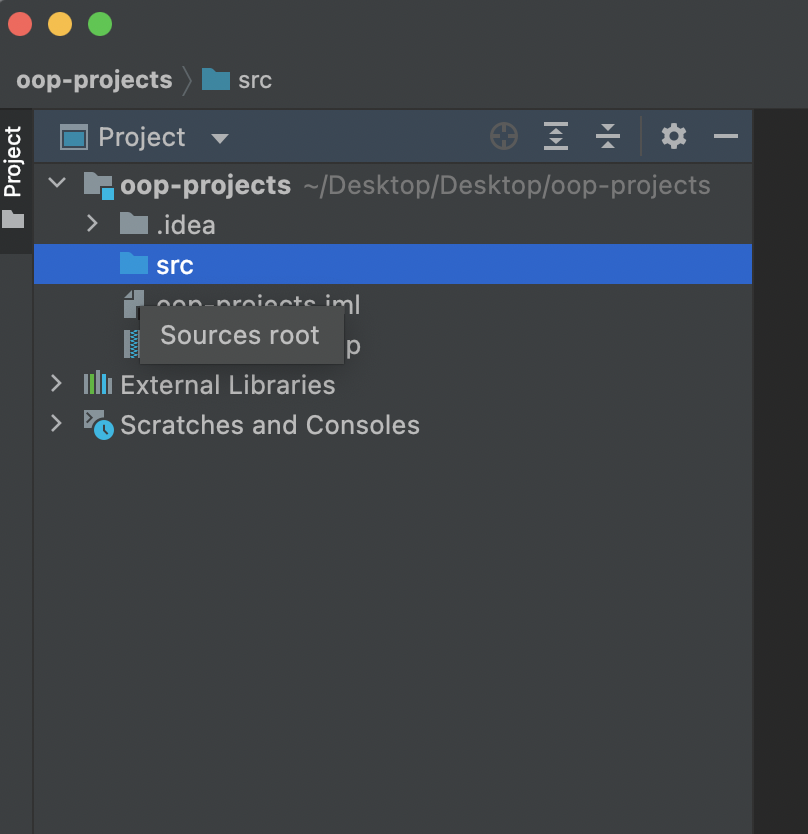 oop-projects src
Project
Project
oop-projects ~/Desktop/Desktop/oop-projects
.idea
src
oop-projects.iml
Sources root
External Libraries
Scratches and Consoles